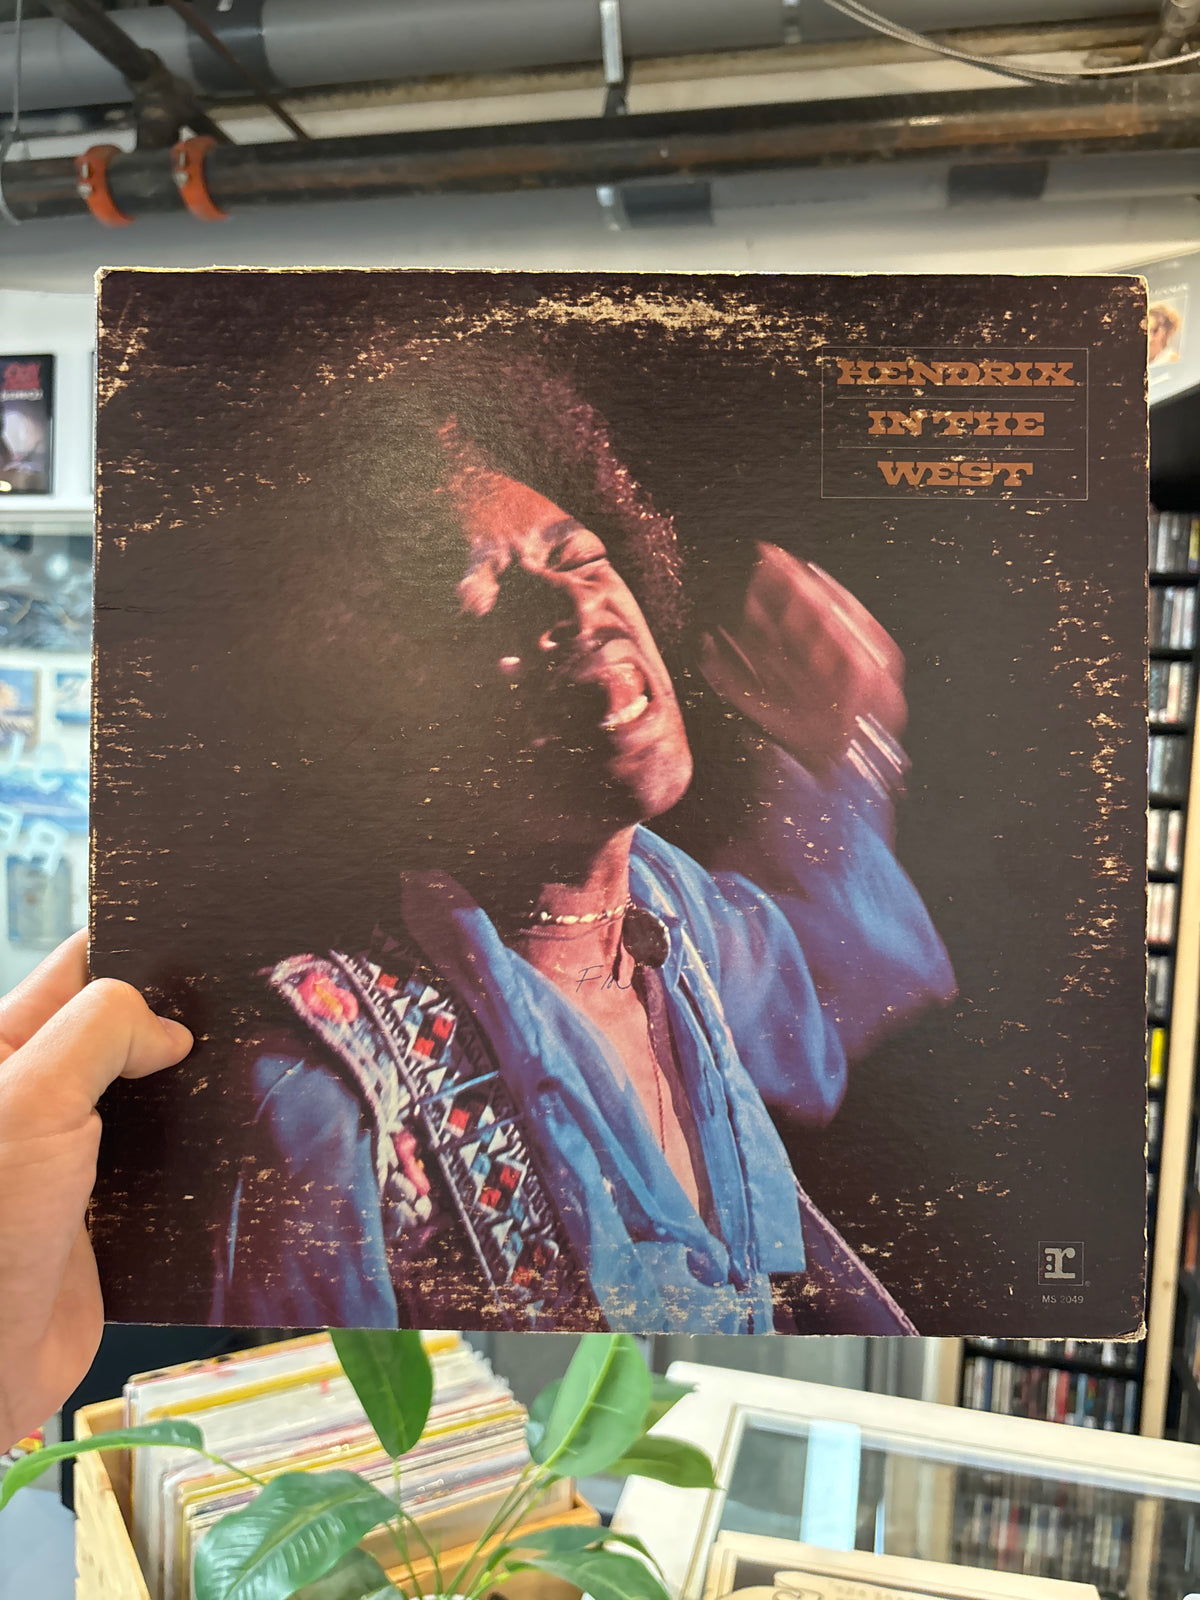 HENDRIX
IN THE
WEST
:r
MS 2049